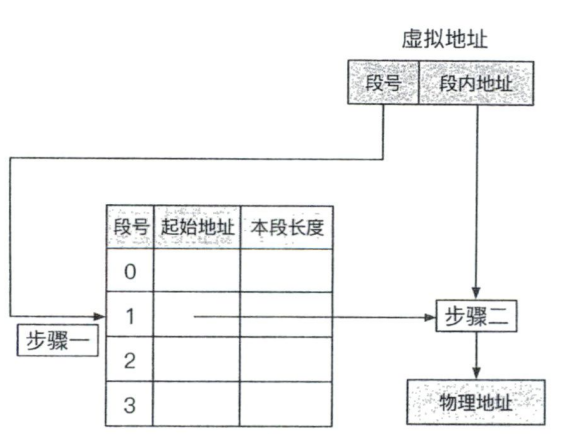 虚拟地址
段号 段内地址
段号 起始地址 本段长度
0
1
步骤二
步骤一
2
3
物理地址